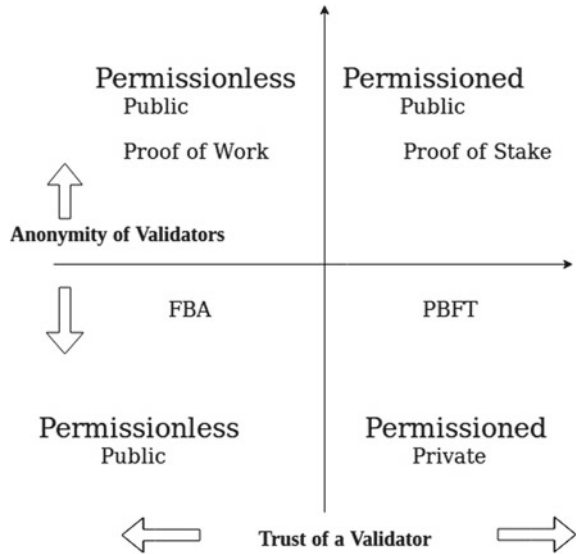 Permissionless
Public
Proof of Work
Permissioned
Public
Proof of Stake
Anonymity of Validators
FBA
PBFT
Permissionless
Public
Permissioned
Private
Trust of a Validator